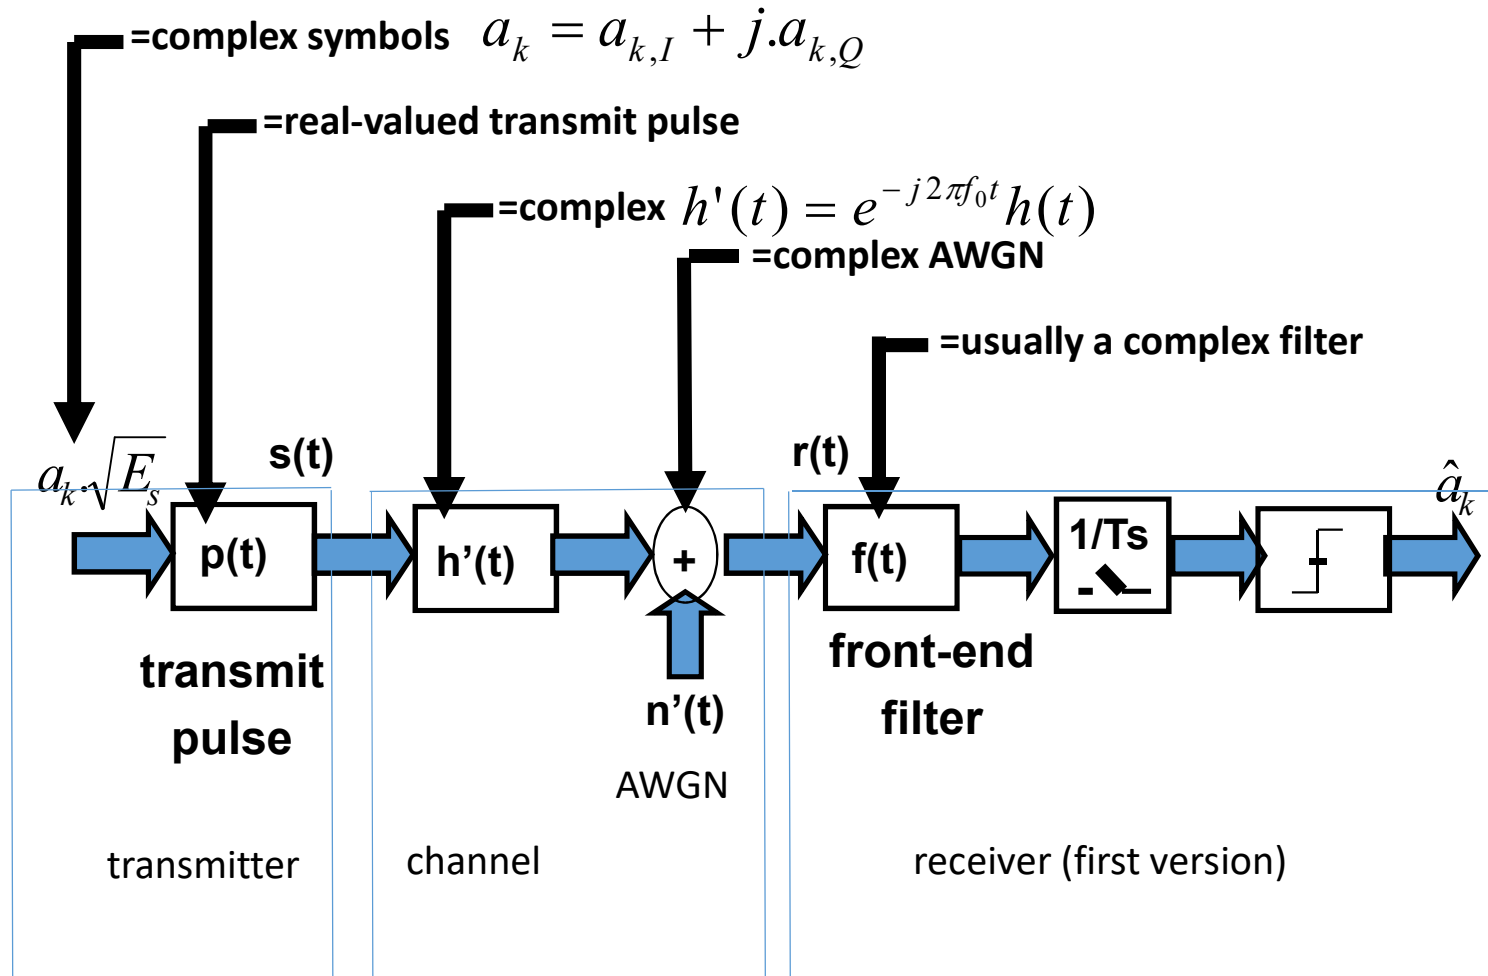 =complex symbols a_k = a_{k,I} + j.a_{k,Q}
=real-valued transmit pulse
=complex h'(t) = e^{-j2πf_0t}h(t)
=complex AWGN
=usually a complex filter
a_k.√E_s
s(t)
r(t)
â_k
p(t)
h’(t)
+
f(t)
1/Ts
transmit
pulse
n’(t)
AWGN
front-end
filter
transmitter
channel
receiver (first version)